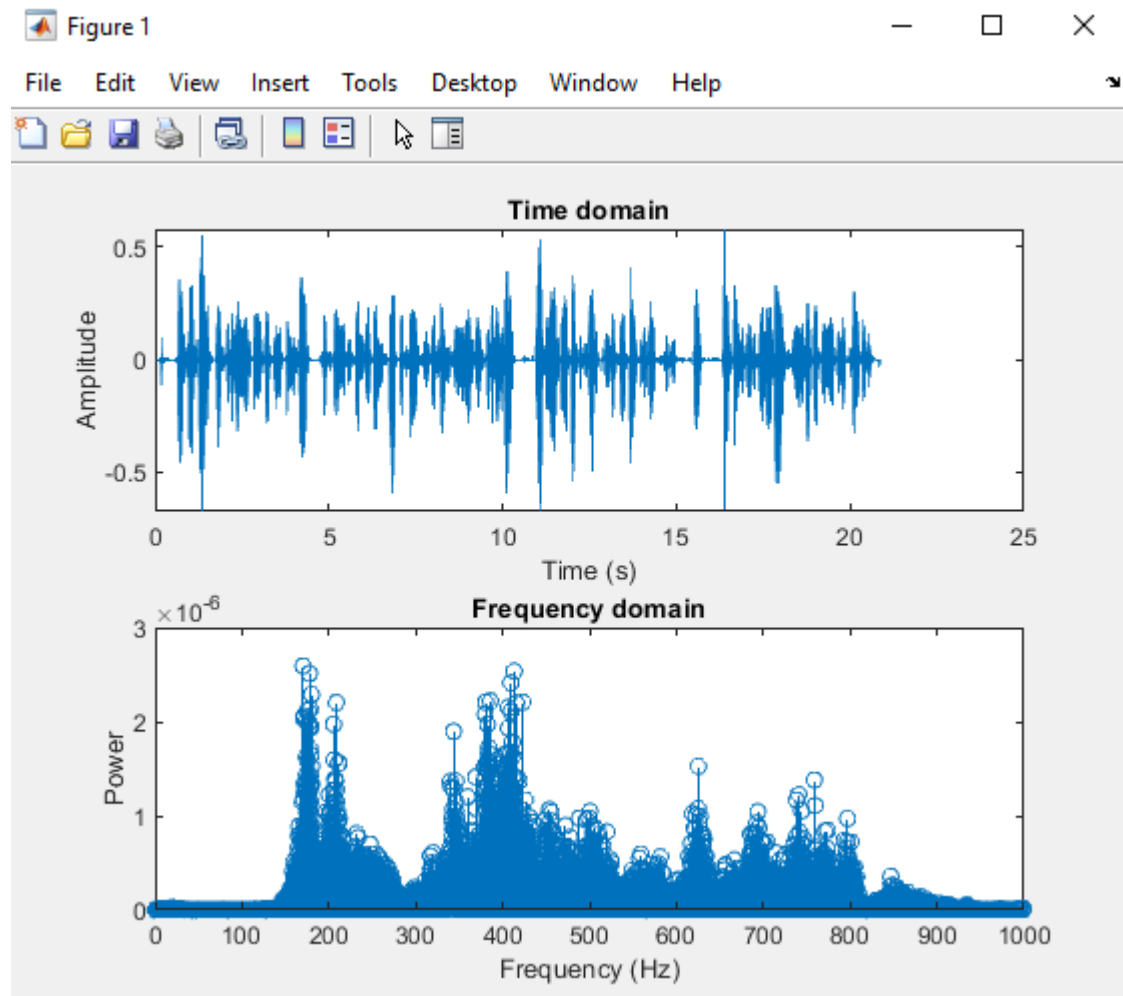 Figure 1
File Edit View Insert Tools Desktop Window Help
Time domain
0.5
0
-0.5
Amplitude
0 5 10 15 20 25
Time (s)
×10⁻⁶
Frequency domain
3
2
1
0
Power
0 100 200 300 400 500 600 700 800 900 1000
Frequency (Hz)